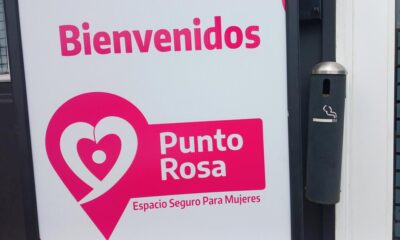 Bienvenidos
Punto
Rosa
Espacio Seguro Para Mujeres